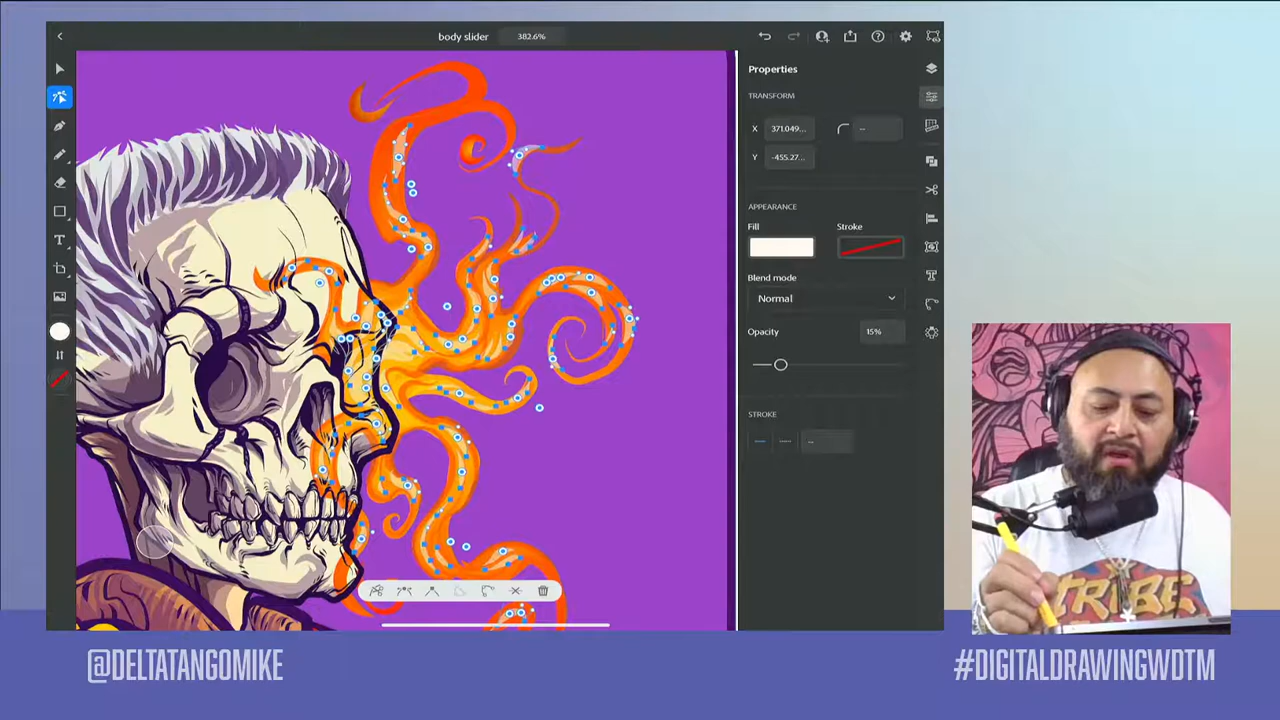 body slider
382.6%
Properties
TRANSFORM
X 371.049... --
Y -455.27...
APPEARANCE
Fill Stroke
Blend mode
Normal
Opacity 15%
STROKE
--
TRIBE
@DELTATANGOMIKE
#DIGITALDRAWINGWDTM